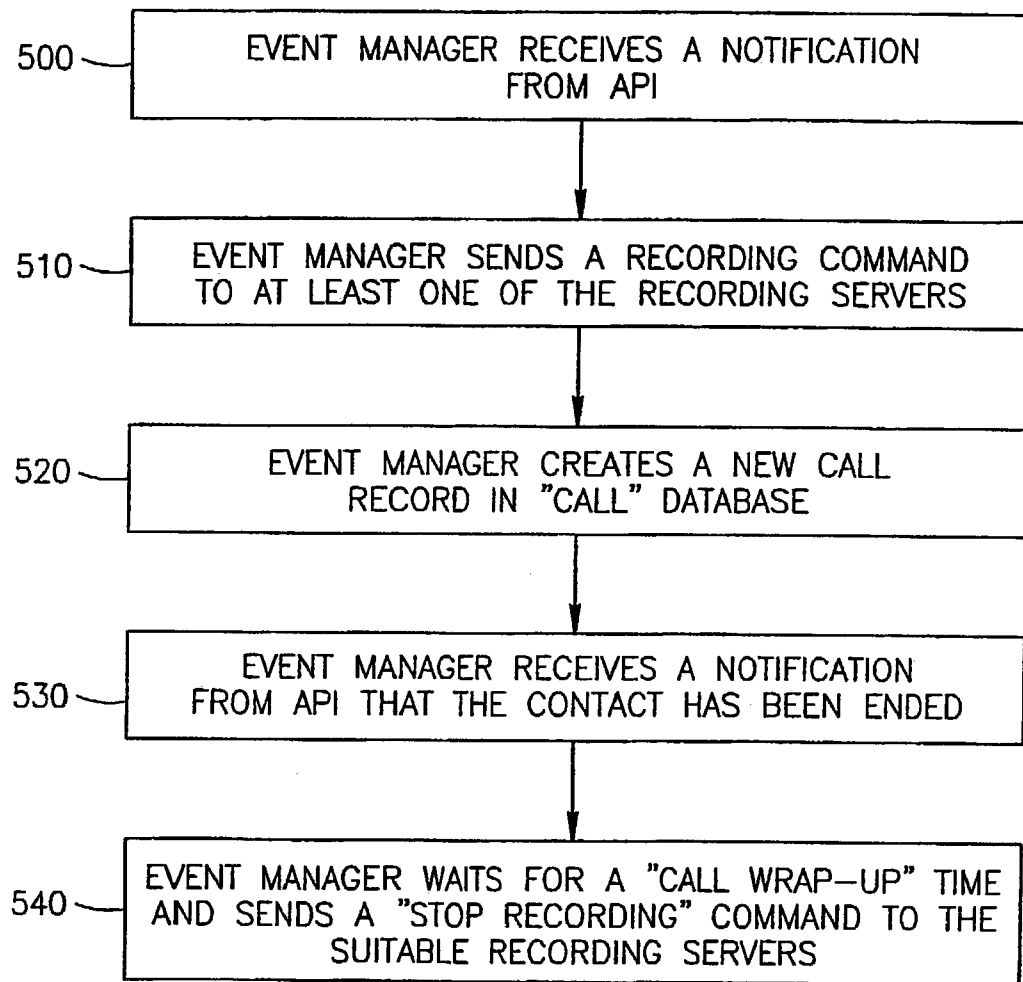 500
EVENT MANAGER RECEIVES A NOTIFICATION
FROM API
510
EVENT MANAGER SENDS A RECORDING COMMAND
TO AT LEAST ONE OF THE RECORDING SERVERS
520
EVENT MANAGER CREATES A NEW CALL
RECORD IN "CALL" DATABASE
530
EVENT MANAGER RECEIVES A NOTIFICATION
FROM API THAT THE CONTACT HAS BEEN ENDED
540
EVENT MANAGER WAITS FOR A "CALL WRAP-UP" TIME
AND SENDS A "STOP RECORDING" COMMAND TO THE
SUITABLE RECORDING SERVERS